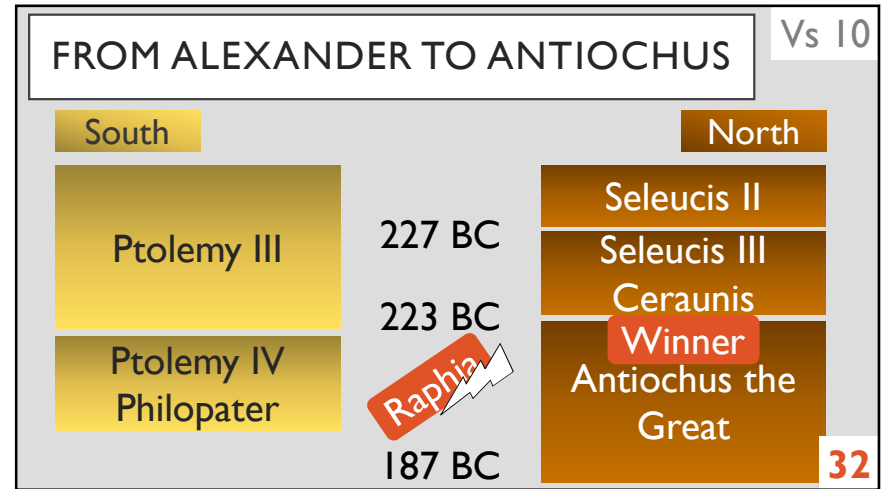 FROM ALEXANDER TO ANTIOCHUS
Vs 10
South
North
Ptolemy III
227 BC
Seleucis II
Seleucis III
Ceraunis
223 BC
Ptolemy IV
Philopater
Raphia
Winner
Antiochus the
Great
187 BC
32